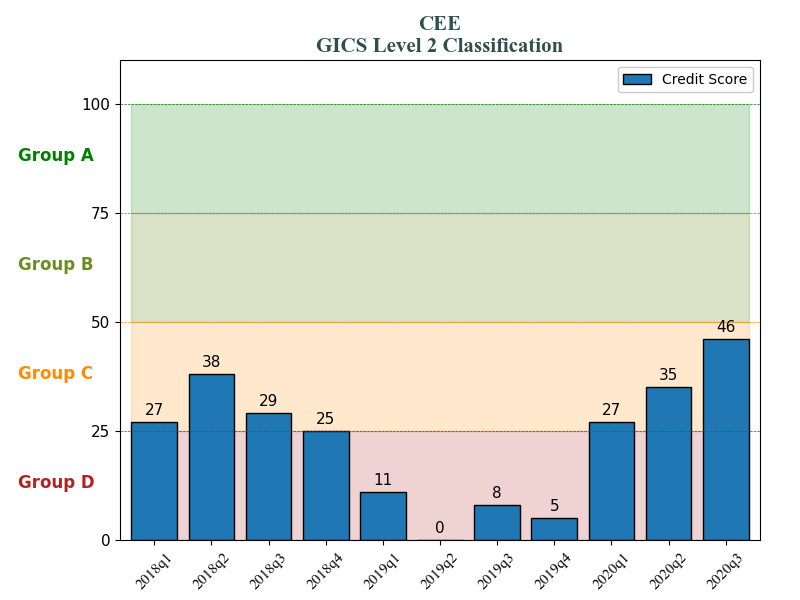 CEE
GICS Level 2 Classification
Credit Score
100
Group A
75
Group B
50
46
38
35
Group C
29
27
27
25
25
11
Group D
8
5
0
0
2018q1 2018q2 2018q3 2018q4 2019q1 2019q2 2019q3 2019q4 2020q1 2020q2 2020q3